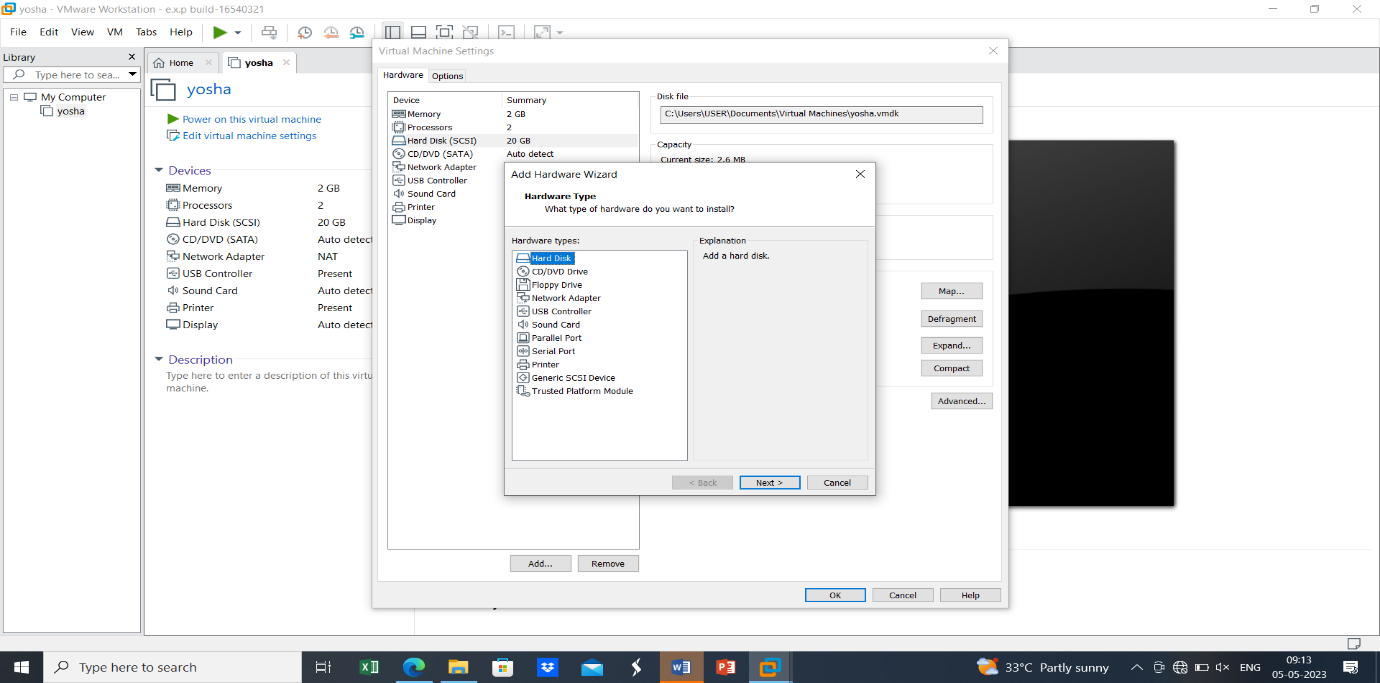 yosha - VMware Workstation - e.x.p build-16540321
File Edit View VM Tabs Help
Library
Type here to sea...
My Computer
yosha
Home
yosha
yosha
Power on this virtual machine
Edit virtual machine settings
Devices
Memory 2 GB
Processors 2
Hard Disk (SCSI) 20 GB
CD/DVD (SATA) Auto detect
Network Adapter NAT
USB Controller Present
Sound Card Auto detect
Printer Present
Display Auto detect
Description
Type here to enter a description of this virtu
machine.
Virtual Machine Settings
Hardware Options
Device Summary
Memory 2 GB
Processors 2
Hard Disk (SCSI) 20 GB
CD/DVD (SATA) Auto detect
Network Adapter
USB Controller
Sound Card
Printer
Display
Disk file
C:\Users\USER\Documents\Virtual Machines\yosha.vmdk
Capacity
Current size: 2.6 MB
Map...
Defragment
Expand...
Compact
Advanced...
Add Hardware Wizard
Hardware Type
What type of hardware do you want to install?
Hardware types:
Hard Disk
CD/DVD Drive
Floppy Drive
Network Adapter
USB Controller
Sound Card
Parallel Port
Serial Port
Printer
Generic SCSI Device
Trusted Platform Module
Explanation
Add a hard disk.
< Back Next > Cancel
Add... Remove
OK Cancel Help
Type here to search
33°C Partly sunny
ENG
09:13
05-05-2023